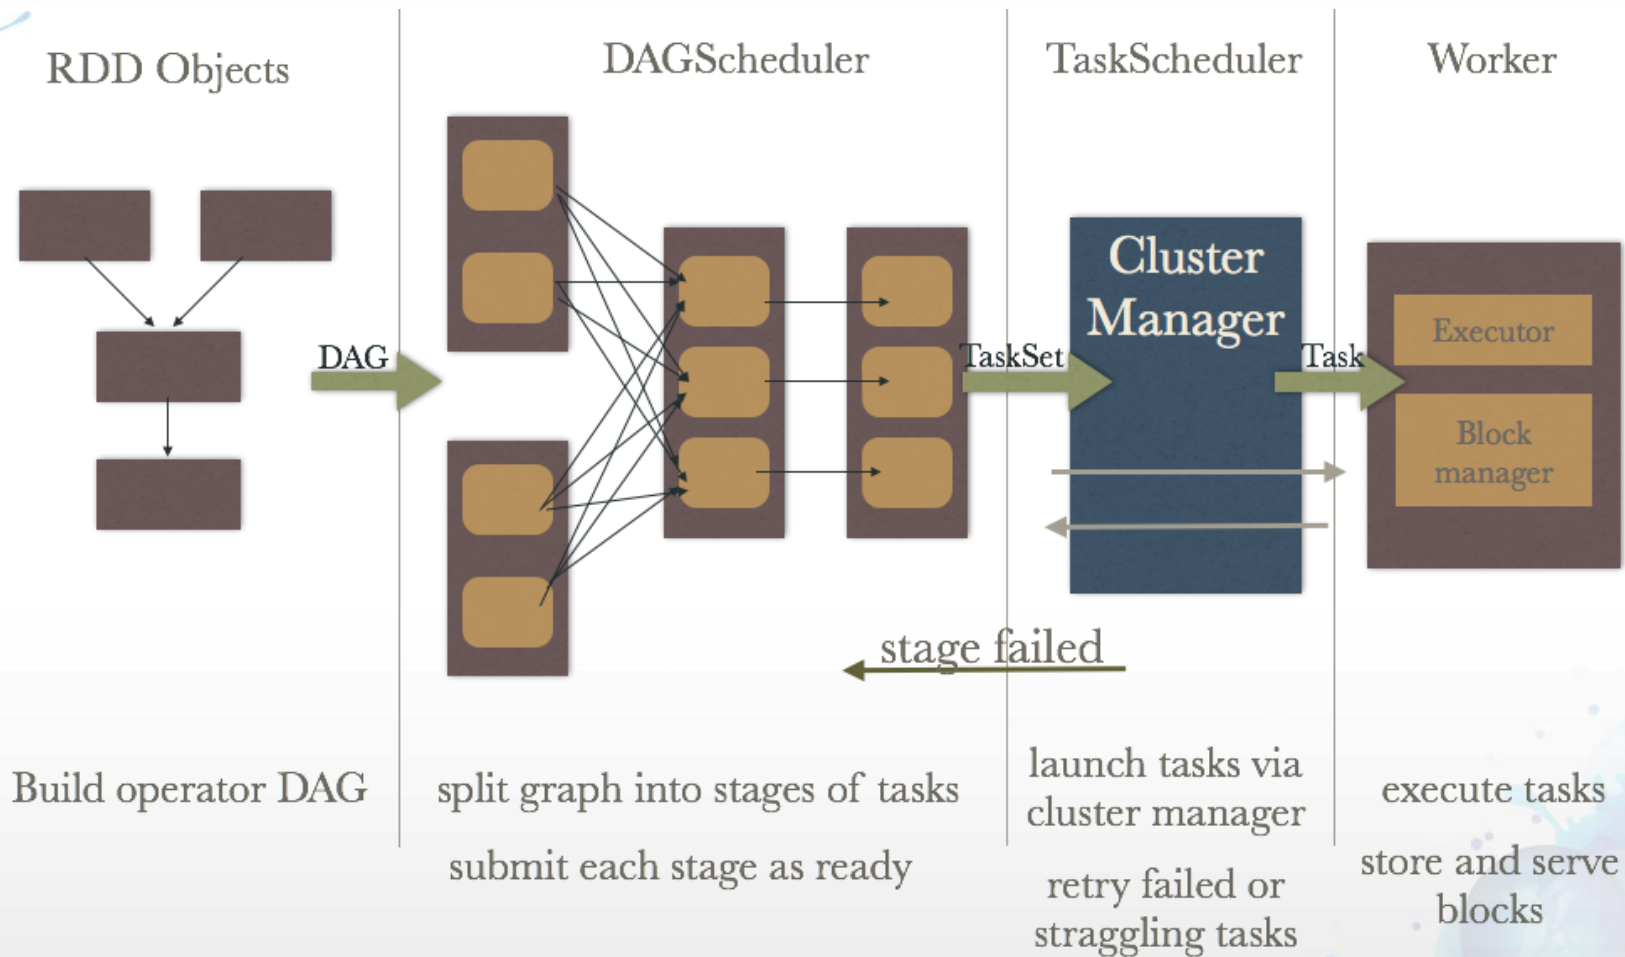 RDD Objects
DAGScheduler
TaskScheduler
Worker
DAG
Cluster
Manager
TaskSet
Task
Executor
Block
manager
stage failed
Build operator DAG
split graph into stages of tasks
submit each stage as ready
launch tasks via
cluster manager
retry failed or
straggling tasks
execute tasks
store and serve
blocks